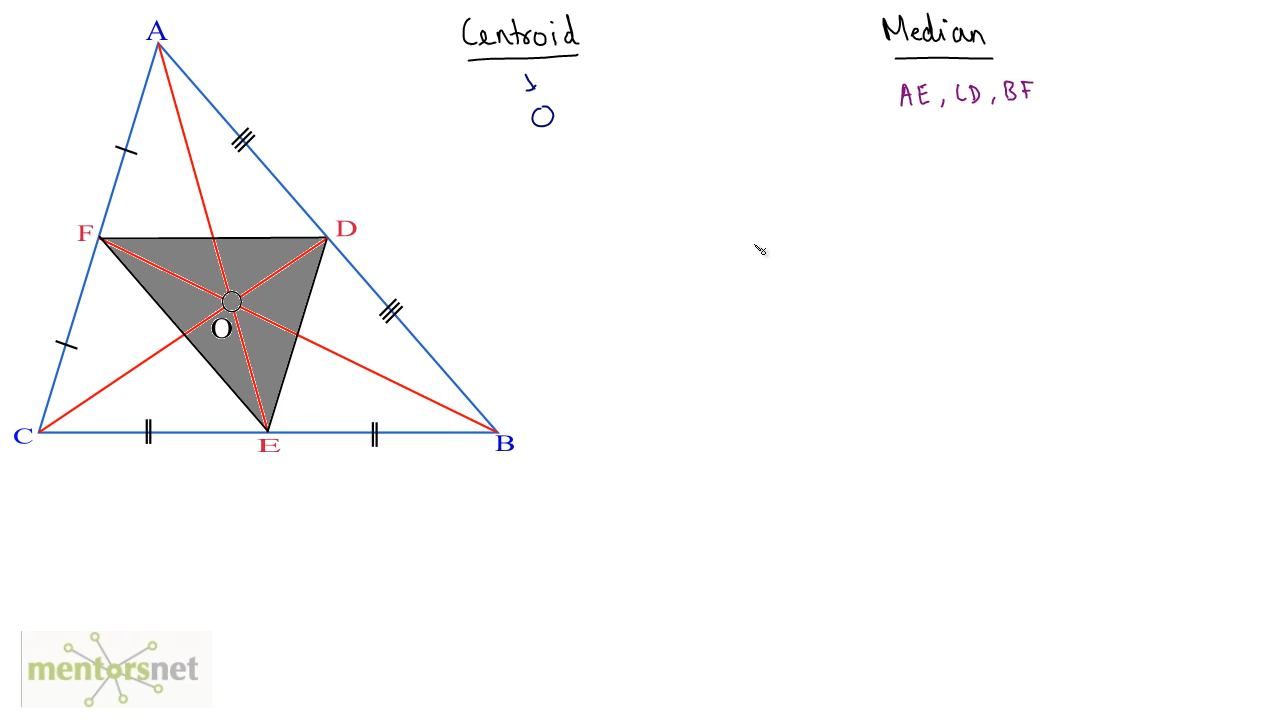 Centroid
O
Median
AE, CD, BF
A
F
D
O
C
E
B
mentorsnet